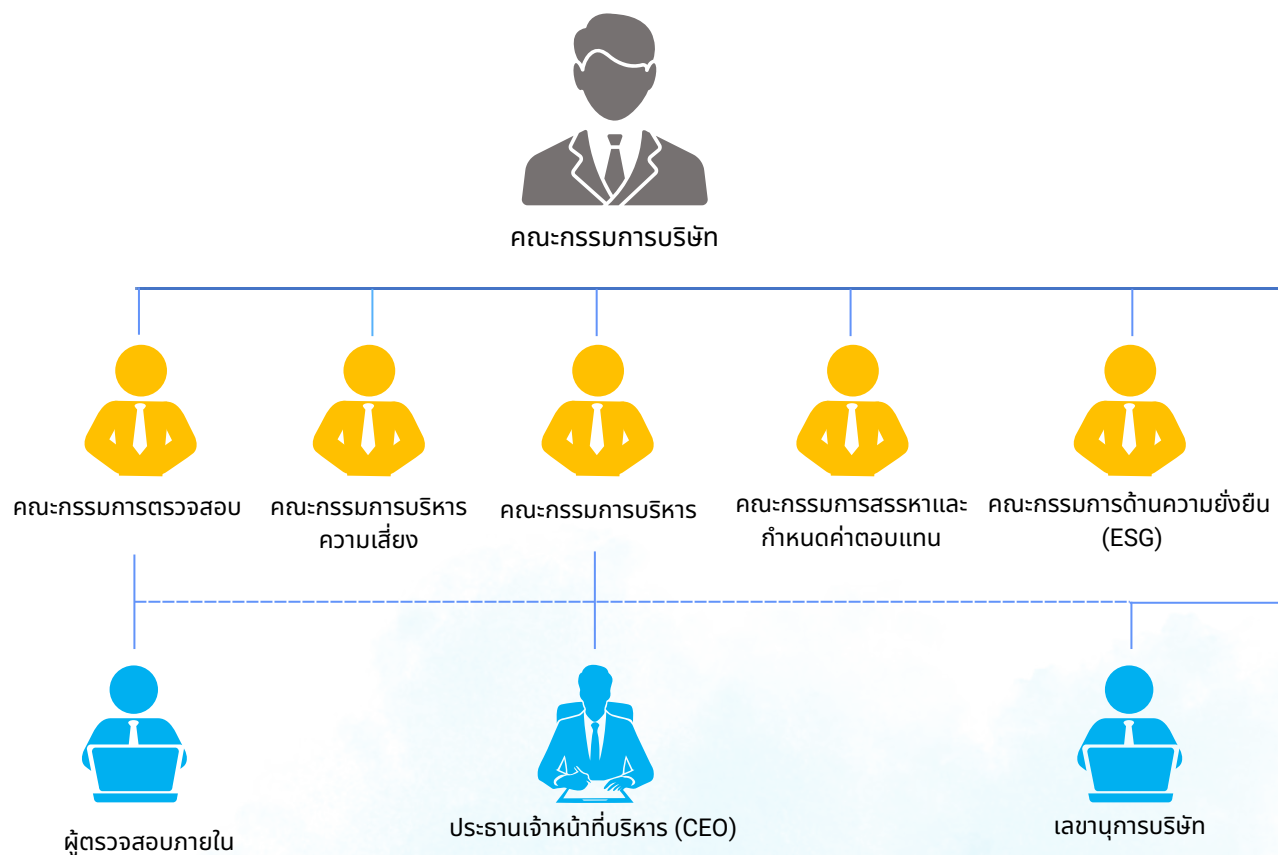 คณะกรรมการบริษัท
คณะกรรมการตรวจสอบ
คณะกรรมการบริหาร
ความเสี่ยง
คณะกรรมการบริหาร
คณะกรรมการสรรหาและ
กำหนดค่าตอบแทน
คณะกรรมการด้านความยั่งยืน
(ESG)
ผู้ตรวจสอบภายใน
ประธานเจ้าหน้าที่บริหาร (CEO)
เลขานุการบริษัท